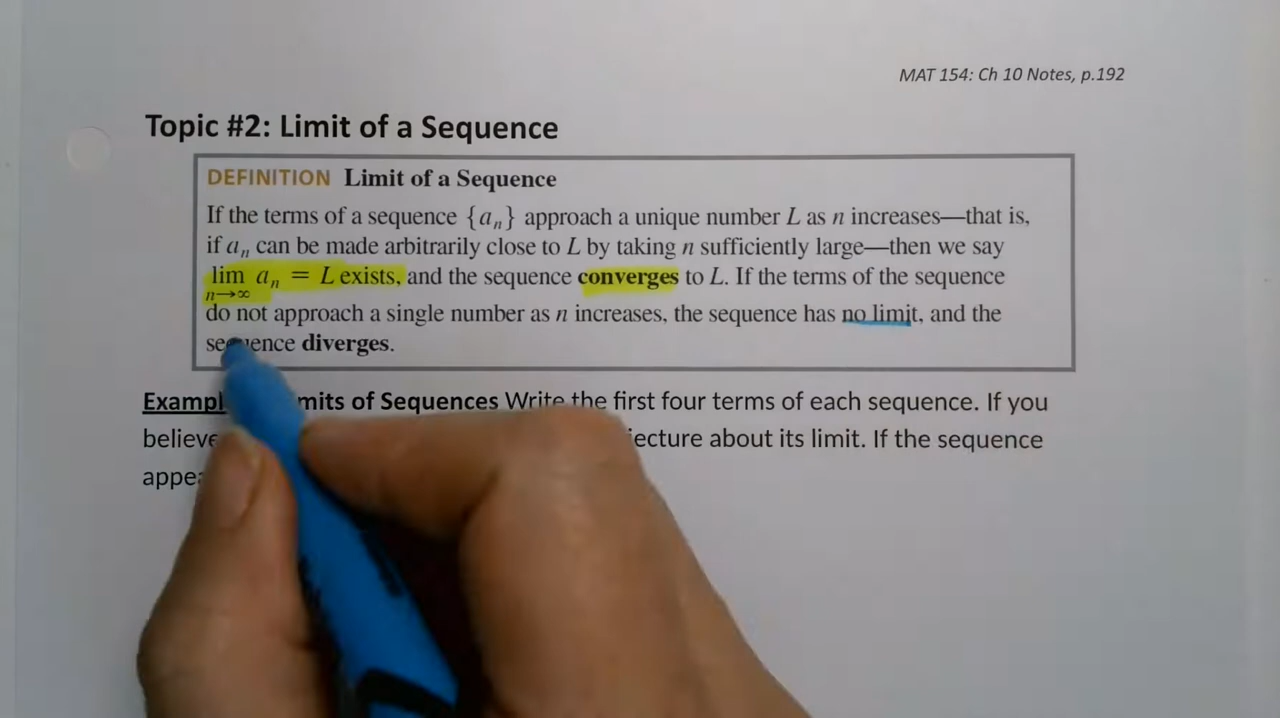 MAT 154: Ch 10 Notes, p.192
Topic #2: Limit of a Sequence
DEFINITION Limit of a Sequence
If the terms of a sequence {aₙ} approach a unique number L as n increases—that is,
if aₙ can be made arbitrarily close to L by taking n sufficiently large—then we say
lim aₙ = L exists, and the sequence converges to L. If the terms of the sequence
n→∞
do not approach a single number as n increases, the sequence has no limit, and the
sequence diverges.
of Sequences Write the first four terms of each sequence. If you
about its limit. If the sequence